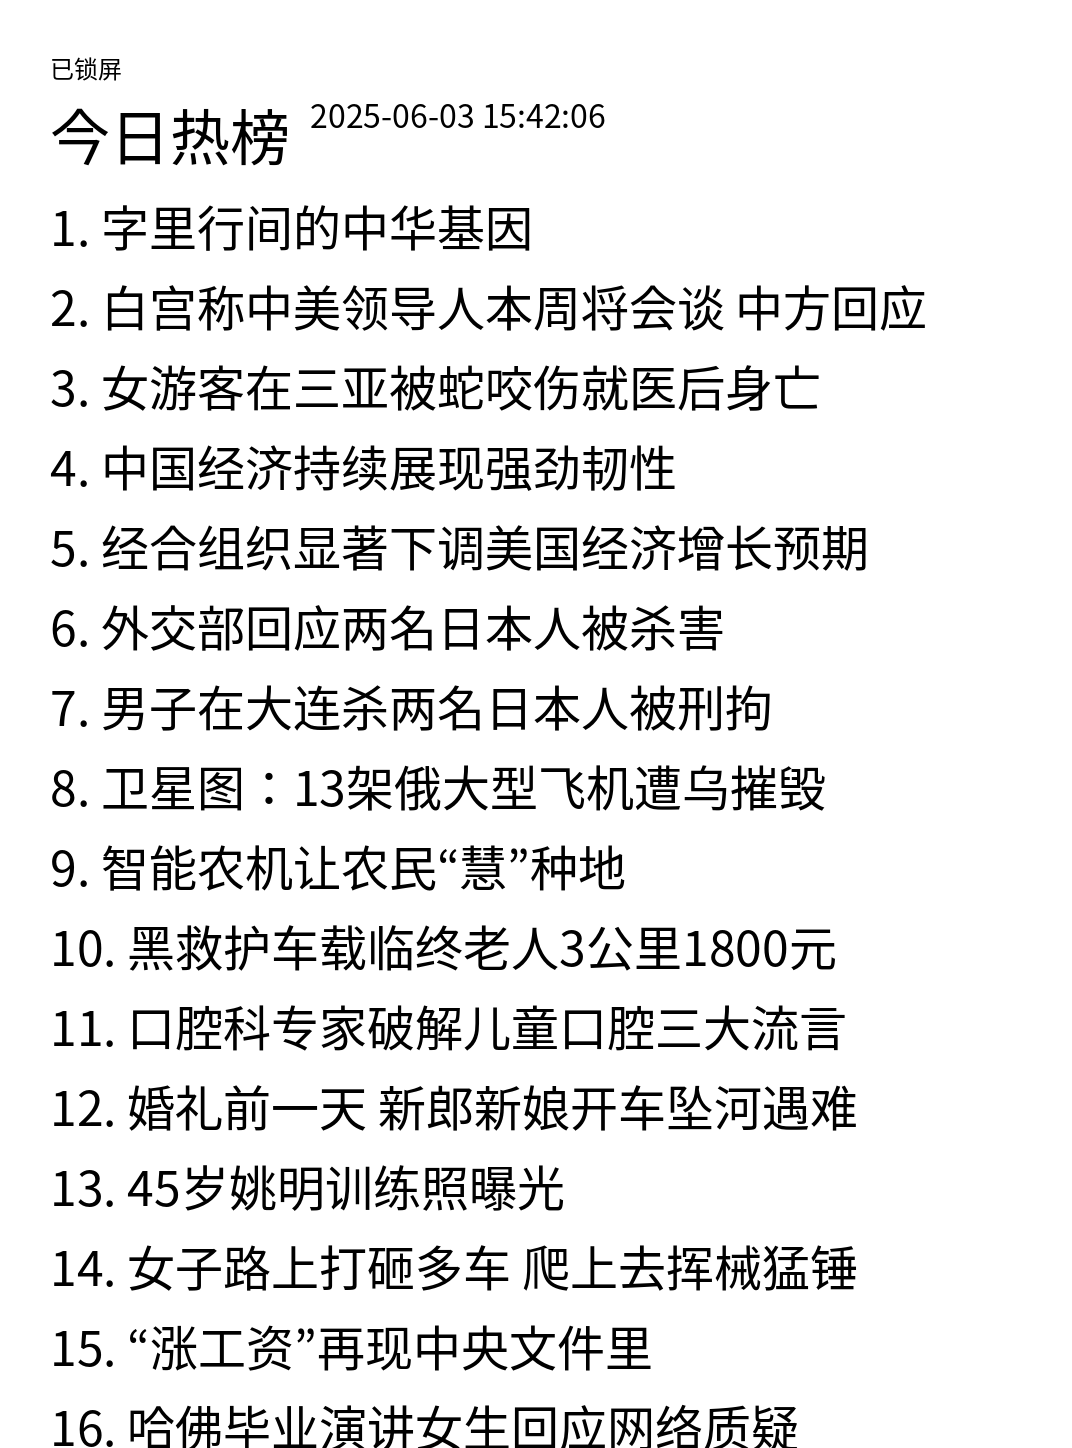 已锁屏
今日热榜 2025-06-03 15:42:06
1. 字里行间的中华基因
2. 白宫称中美领导人本周将会谈 中方回应
3. 女游客在三亚被蛇咬伤就医后身亡
4. 中国经济持续展现强劲韧性
5. 经合组织显著下调美国经济增长预期
6. 外交部回应两名日本人被杀害
7. 男子在大连杀两名日本人被刑拘
8. 卫星图：13架俄大型飞机遭乌摧毁
9. 智能农机让农民“慧”种地
10. 黑救护车载临终老人3公里1800元
11. 口腔科专家破解儿童口腔三大流言
12. 婚礼前一天 新郎新娘开车坠河遇难
13. 45岁姚明训练照曝光
14. 女子路上打砸多车 爬上去挥械猛锤
15. “涨工资”再现中央文件里
16. 哈佛毕业演讲女生回应网络质疑